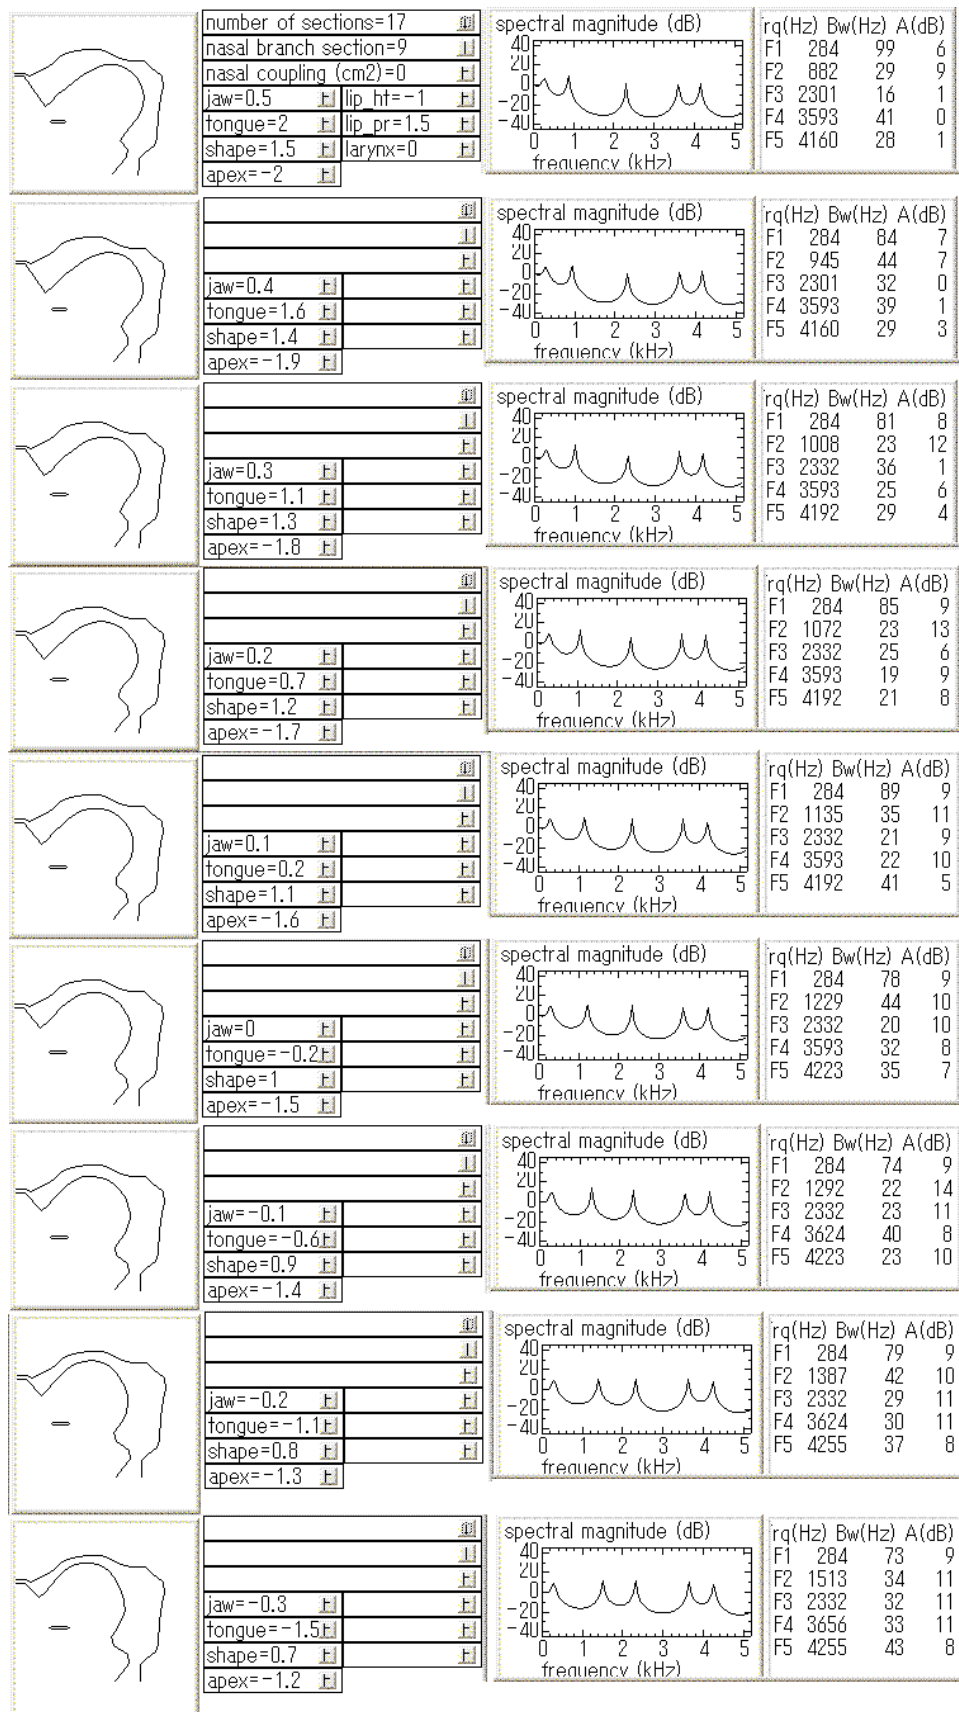 number of sections=17
nasal branch section=9
nasal coupling (cm2)=0
jaw=0.5 lip_ht=-1
tongue=2 lip_pr=1.5
shape=1.5 larynx=0
apex=-2
spectral magnitude (dB)
40
20
0
-20
-40
0 1 2 3 4 5
frequency (kHz)
rq(Hz) Bw(Hz) A(dB)
F1 284 99 6
F2 882 29 9
F3 2301 16 1
F4 3593 41 0
F5 4160 28 1
jaw=0.4
tongue=1.6
shape=1.4
apex=-1.9
spectral magnitude (dB)
40
20
0
-20
-40
0 1 2 3 4 5
frequency (kHz)
rq(Hz) Bw(Hz) A(dB)
F1 284 84 7
F2 945 44 7
F3 2301 32 0
F4 3593 39 1
F5 4160 29 3
jaw=0.3
tongue=1.1
shape=1.3
apex=-1.8
spectral magnitude (dB)
40
20
0
-20
-40
0 1 2 3 4 5
frequency (kHz)
rq(Hz) Bw(Hz) A(dB)
F1 284 81 8
F2 1008 23 12
F3 2332 36 1
F4 3593 25 6
F5 4192 29 4
jaw=0.2
tongue=0.7
shape=1.2
apex=-1.7
spectral magnitude (dB)
40
20
0
-20
-40
0 1 2 3 4 5
frequency (kHz)
rq(Hz) Bw(Hz) A(dB)
F1 284 85 9
F2 1072 23 13
F3 2332 25 6
F4 3593 19 9
F5 4192 21 8
jaw=0.1
tongue=0.2
shape=1.1
apex=-1.6
spectral magnitude (dB)
40
20
0
-20
-40
0 1 2 3 4 5
frequency (kHz)
rq(Hz) Bw(Hz) A(dB)
F1 284 89 9
F2 1135 35 11
F3 2332 21 9
F4 3593 22 10
F5 4192 41 5
jaw=0
tongue=-0.2
shape=1
apex=-1.5
spectral magnitude (dB)
40
20
0
-20
-40
0 1 2 3 4 5
frequency (kHz)
rq(Hz) Bw(Hz) A(dB)
F1 284 78 9
F2 1229 44 10
F3 2332 20 10
F4 3593 32 8
F5 4223 35 7
jaw=-0.1
tongue=-0.6
shape=0.9
apex=-1.4
spectral magnitude (dB)
40
20
0
-20
-40
0 1 2 3 4 5
frequency (kHz)
rq(Hz) Bw(Hz) A(dB)
F1 284 74 9
F2 1292 22 14
F3 2332 23 11
F4 3624 40 8
F5 4223 23 10
jaw=-0.2
tongue=-1.1
shape=0.8
apex=-1.3
spectral magnitude (dB)
40
20
0
-20
-40
0 1 2 3 4 5
frequency (kHz)
rq(Hz) Bw(Hz) A(dB)
F1 284 79 9
F2 1387 42 10
F3 2332 29 11
F4 3624 30 11
F5 4255 37 8
jaw=-0.3
tongue=-1.5
shape=0.7
apex=-1.2
spectral magnitude (dB)
40
20
0
-20
-40
0 1 2 3 4 5
frequency (kHz)
rq(Hz) Bw(Hz) A(dB)
F1 284 73 9
F2 1513 34 11
F3 2332 32 11
F4 3656 33 11
F5 4255 43 8